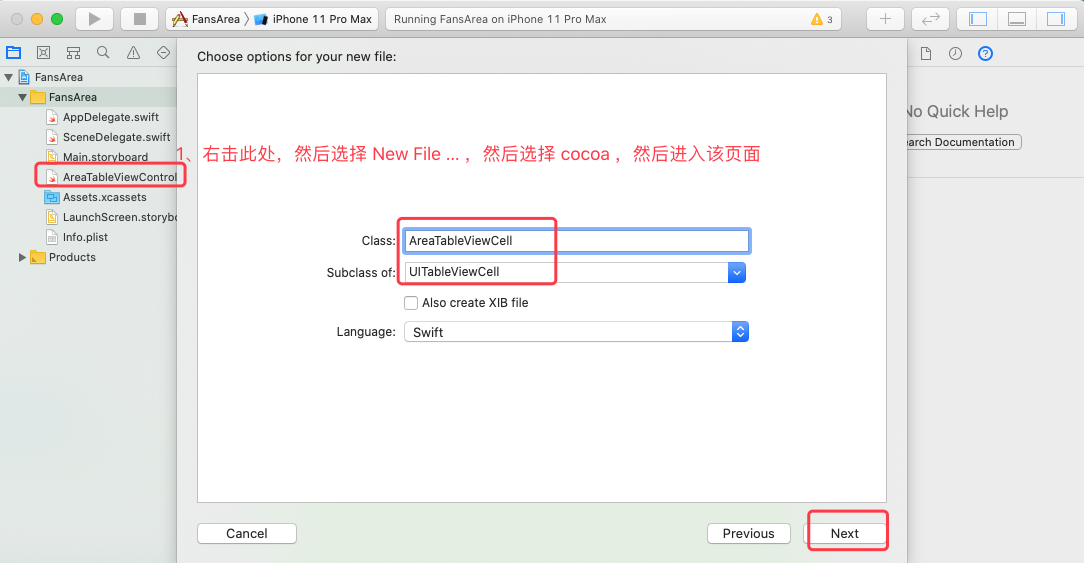 FansArea 〉 iPhone 11 Pro Max
Running FansArea on iPhone 11 Pro Max
3
Choose options for your new file:
FansArea
FansArea
AppDelegate.swift
SceneDelegate.swift
Main.storyboard
AreaTableViewControl
Assets.xcassets
LaunchScreen.storybo
Info.plist
Products
1、右击此处，然后选择 New File ... ，然后选择 cocoa ，然后进入该页面
Class: AreaTableViewCell
Subclass of: UITableViewCell
Also create XIB file
Language: Swift
Cancel
Previous
Next
No Quick Help
earch Documentation